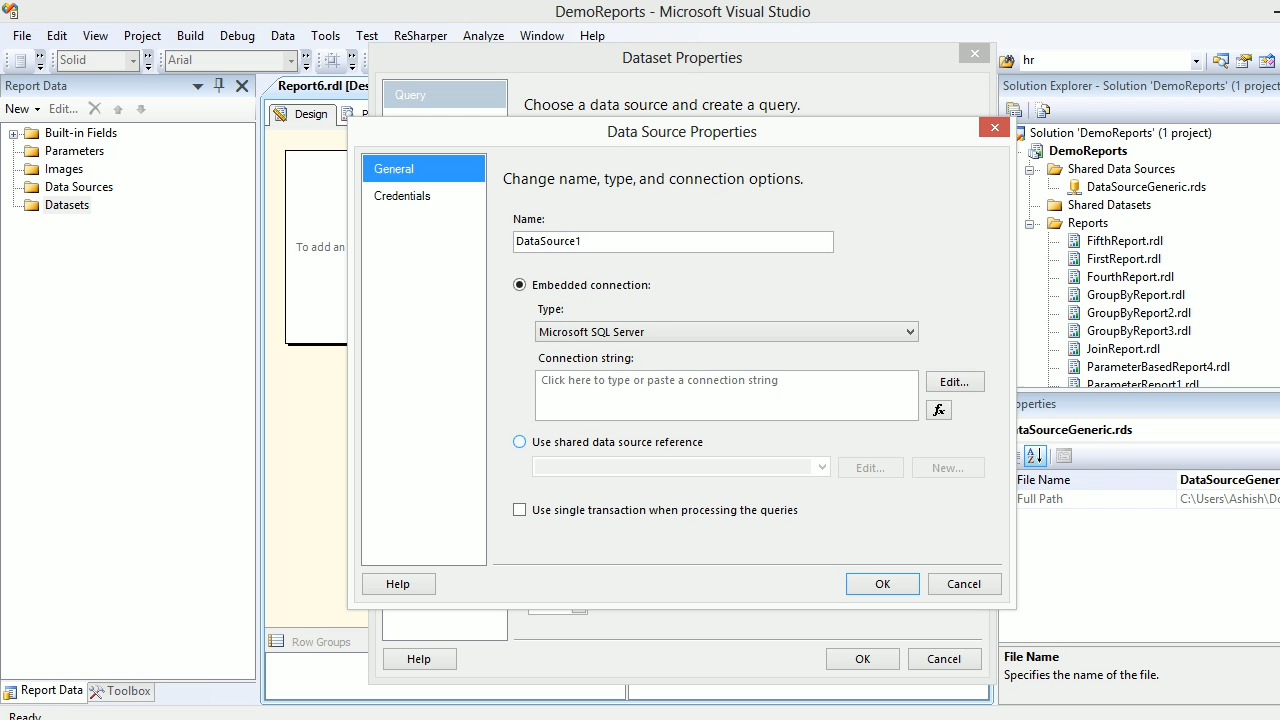 DemoReports - Microsoft Visual Studio
File Edit View Project Build Debug Data Tools Test ReSharper Analyze Window Help
Solid Arial hr
Report Data
New Edit...
Built-in Fields
Parameters
Images
Data Sources
Datasets
Report Data Toolbox
Ready
Report6.rdl [Des
Design
To add an
Row Groups
Dataset Properties
Query
Choose a data source and create a query.
Help OK Cancel
Data Source Properties
General
Credentials
Change name, type, and connection options.
Name:
DataSource1
Embedded connection:
Type:
Microsoft SQL Server
Connection string:
Click here to type or paste a connection string
Edit...
fx
Use shared data source reference
Edit... New...
Use single transaction when processing the queries
Help OK Cancel
Solution Explorer - Solution 'DemoReports' (1 project
Solution 'DemoReports' (1 project)
DemoReports
Shared Data Sources
DataSourceGeneric.rds
Shared Datasets
Reports
FifthReport.rdl
FirstReport.rdl
FourthReport.rdl
GroupByReport.rdl
GroupByReport2.rdl
GroupByReport3.rdl
JoinReport.rdl
ParameterBasedReport4.rdl
ParameterReport1.rdl
operties
taSourceGeneric.rds
File Name DataSourceGener
Full Path C:\Users\Ashish\Do
File Name
Specifies the name of the file.